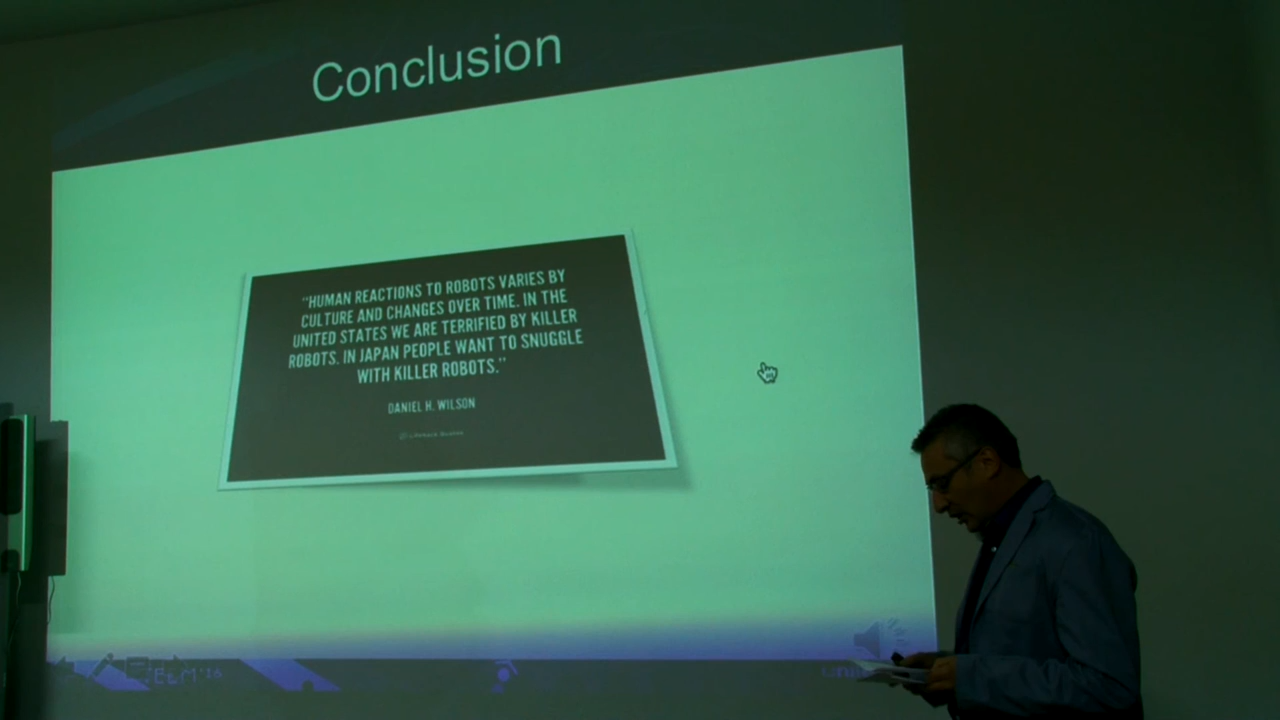 Conclusion
“HUMAN REACTIONS TO ROBOTS VARIES BY
CULTURE AND CHANGES OVER TIME. IN THE
UNITED STATES WE ARE TERRIFIED BY KILLER
ROBOTS. IN JAPAN PEOPLE WANT TO SNUGGLE
WITH KILLER ROBOTS.”
DANIEL H. WILSON